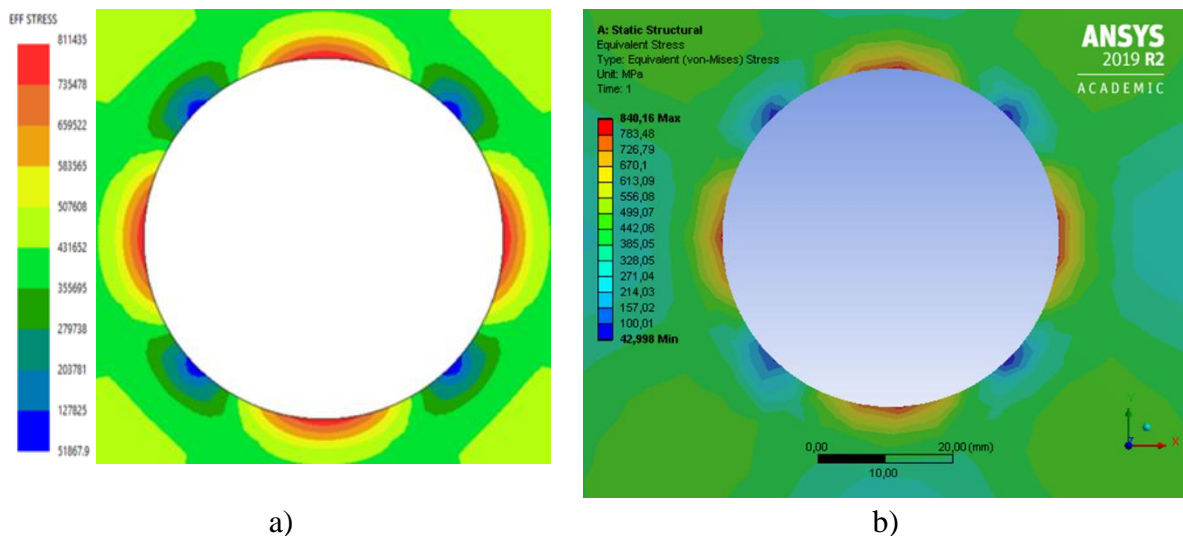 EFF STRESS
811435
735478
659522
583565
507608
431652
355695
279738
203781
127825
51867.9
a)
A: Static Structural
Equivalent Stress
Type: Equivalent (von-Mises) Stress
Unit: MPa
Time: 1
840,16 Max
783,48
726,79
670,1
613,09
556,08
499,07
442,06
385,05
328,05
271,04
214,03
157,02
100,01
42,998 Min
ANSYS
2019 R2
ACADEMIC
0,00
20,00 (mm)
10,00
Y
Z
X
b)